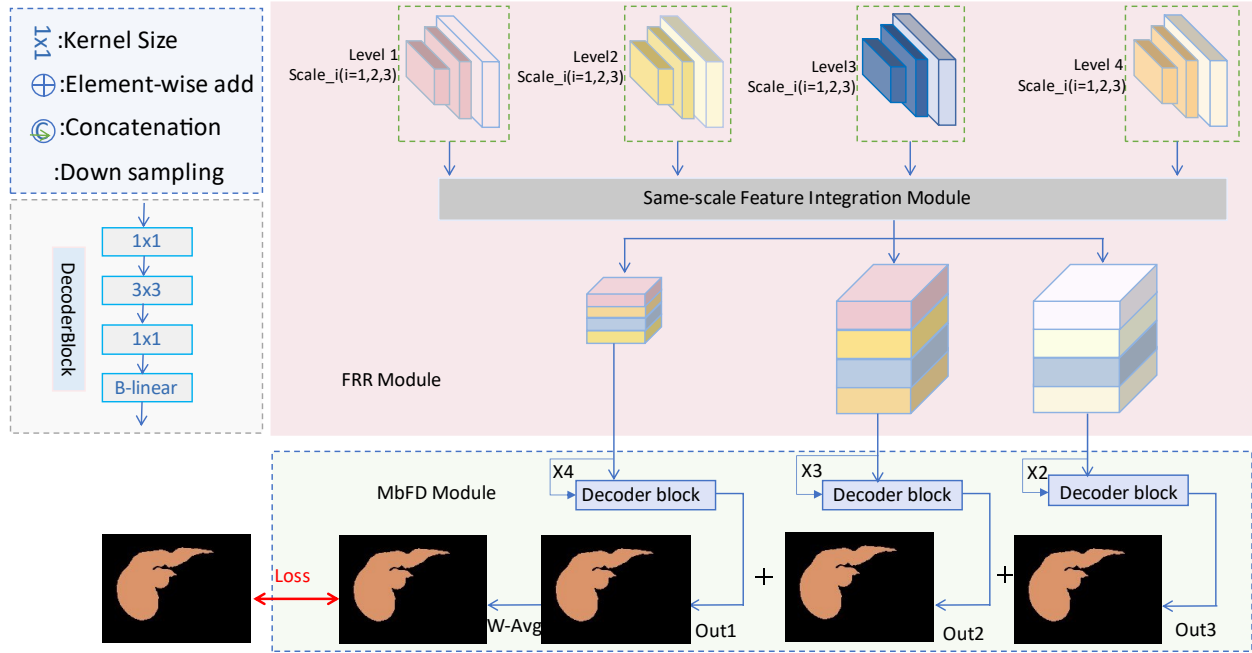 1x1 :Kernel Size
:Element-wise add
C :Concatenation
:Down sampling
DecoderBlock
1x1
3x3
1x1
B-linear
Level 1
Scale_i(i=1,2,3)
Level2
Scale_i(i=1,2,3)
Level3
Scale_i(i=1,2,3)
Level 4
Scale_i(i=1,2,3)
Same-scale Feature Integration Module
FRR Module
MbFD Module
X4
Decoder block
X3
Decoder block
X2
Decoder block
Loss
W-Avg
Out1
+
Out2
+
Out3